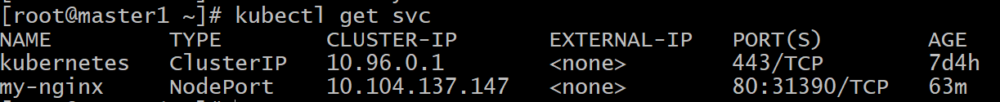 [root@master1 ~]# kubectl get svc
NAME TYPE CLUSTER-IP EXTERNAL-IP PORT(S) AGE
kubernetes ClusterIP 10.96.0.1 <none> 443/TCP 7d4h
my-nginx NodePort 10.104.137.147 <none> 80:31390/TCP 63m